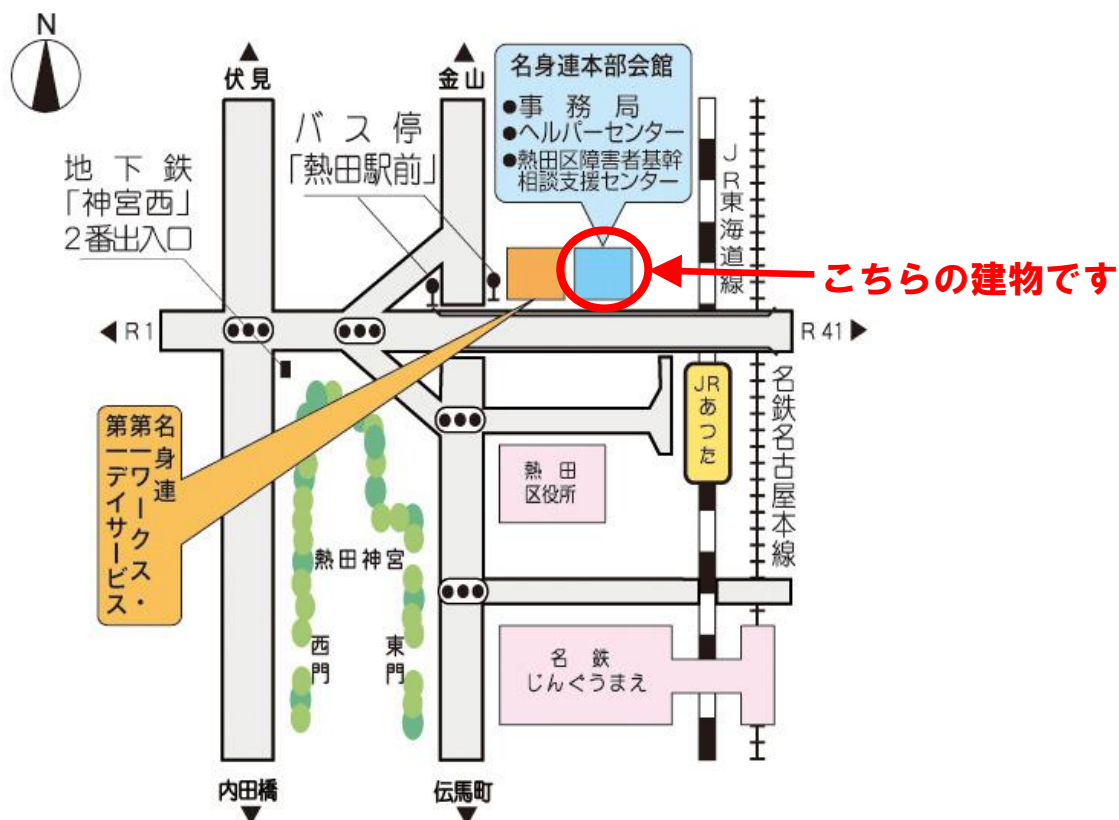 N
伏見
金山
名身連本部会館
●事務局
●ヘルパーセンター
●熱田区障害者基幹
相談支援センター
バス停
「熱田駅前」
地下鉄
「神宮西」
2番出入口
JR東海道線
こちらの建物です
R1
R41
JRあつた
名鉄名古屋本線
名身連
第一ワークス・
第一デイサービス
熱田
区役所
熱田神宮
西門
東門
名鉄
じんぐうまえ
内田橋
伝馬町